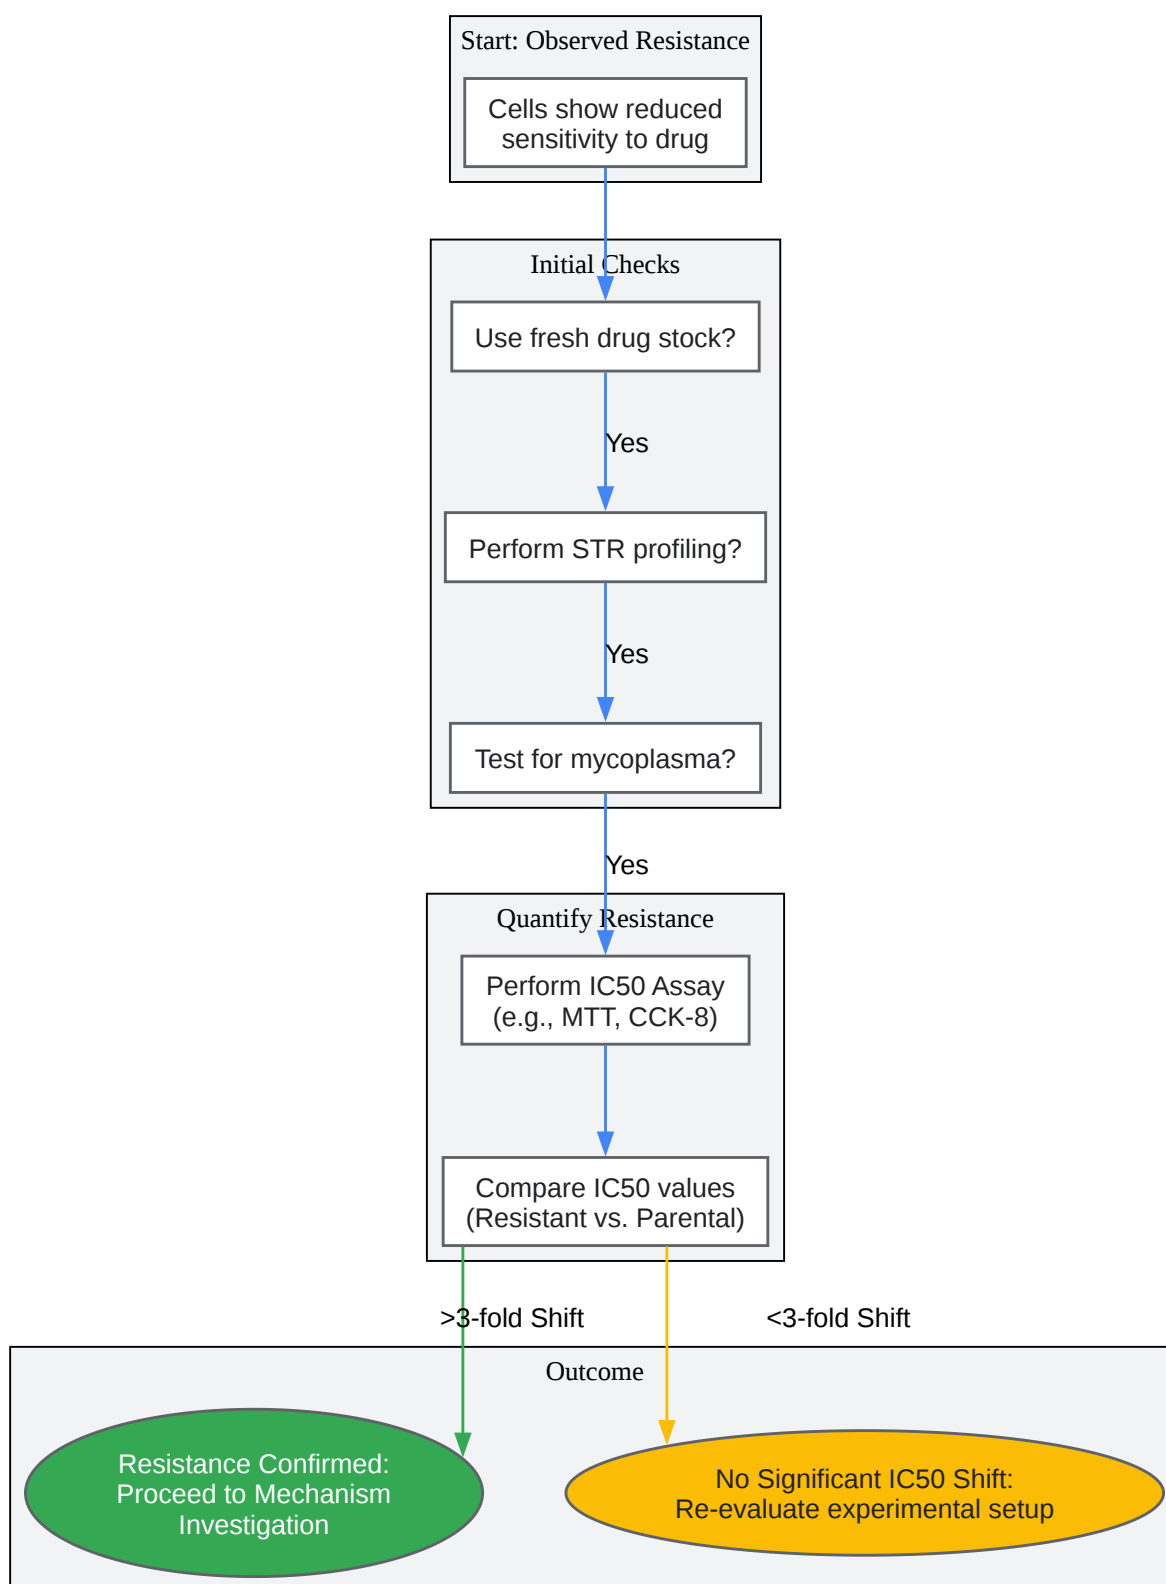 Start: Observed Resistance
Cells show reduced
sensitivity to drug
Initial Checks
Use fresh drug stock?
Yes
Perform STR profiling?
Yes
Test for mycoplasma?
Yes
Quantify Resistance
Perform IC50 Assay
(e.g., MTT, CCK-8)
Compare IC50 values
(Resistant vs. Parental)
>3-fold Shift
<3-fold Shift
Outcome
Resistance Confirmed:
Proceed to Mechanism
Investigation
No Significant IC50 Shift:
Re-evaluate experimental setup